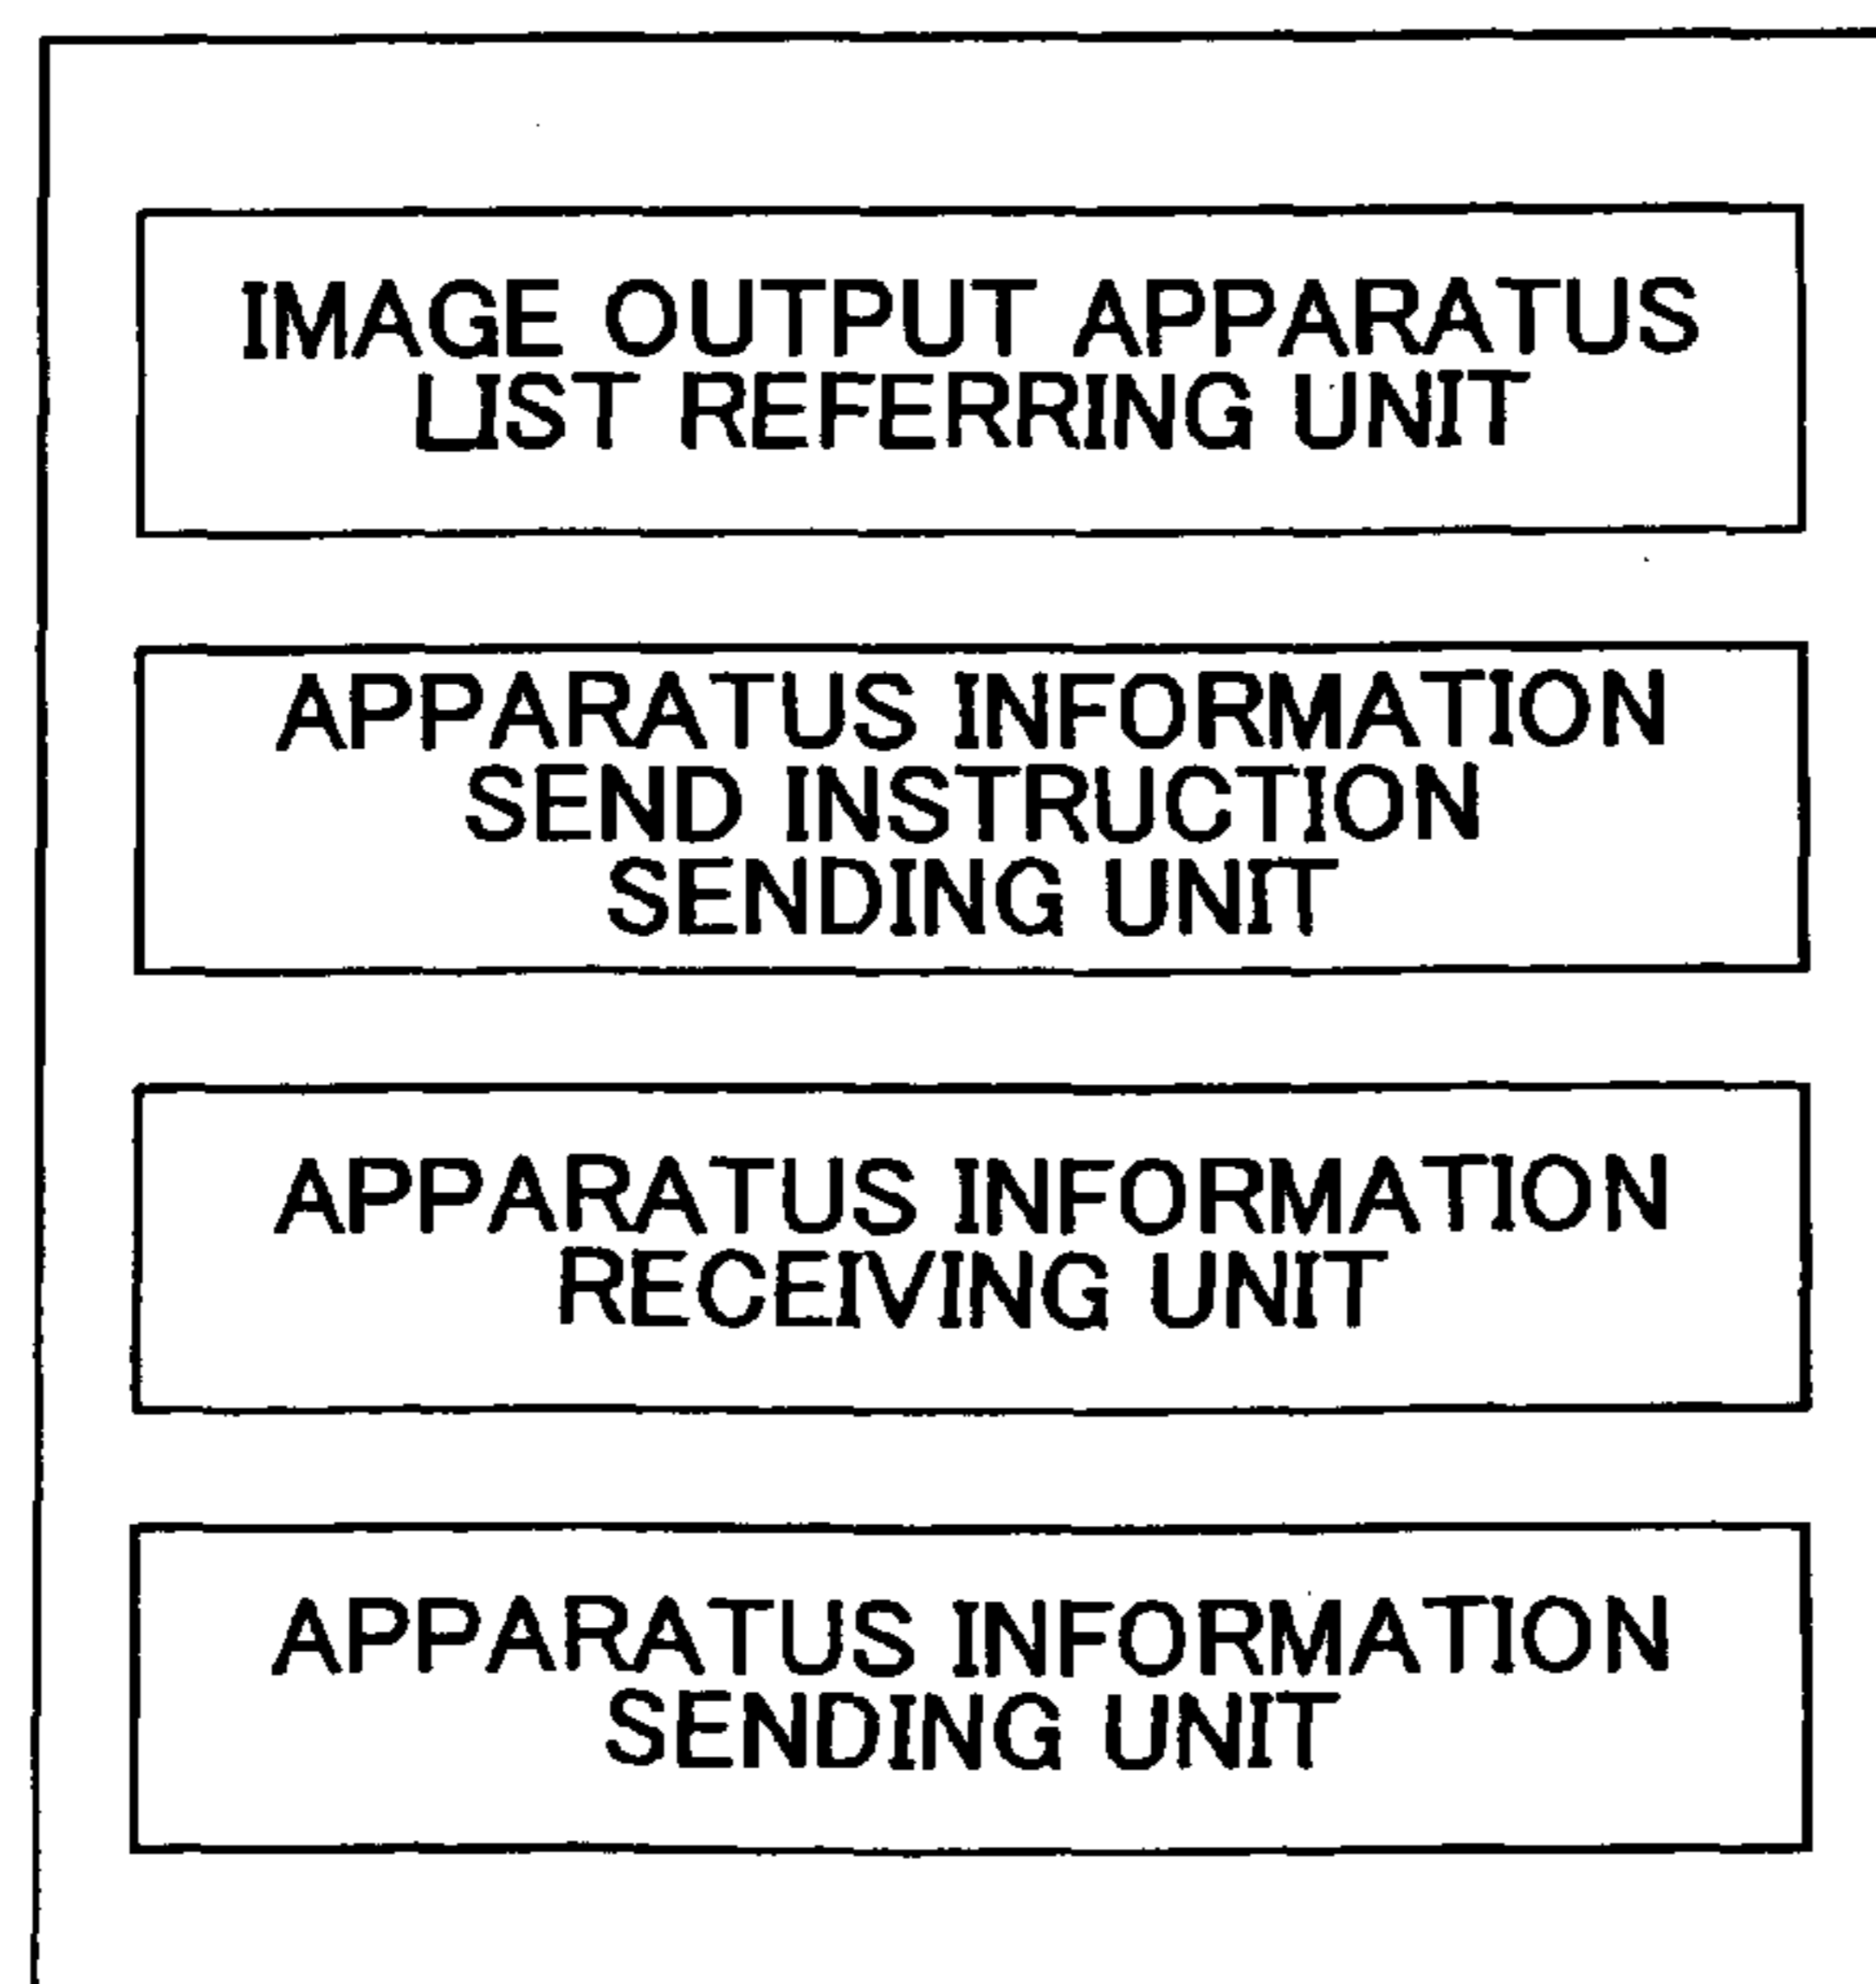 IMAGE OUTPUT APPARATUS
LIST REFERRING UNIT
APPARATUS INFORMATION
SEND INSTRUCTION
SENDING UNIT
APPARATUS INFORMATION
RECEIVING UNIT
APPARATUS INFORMATION
SENDING UNIT